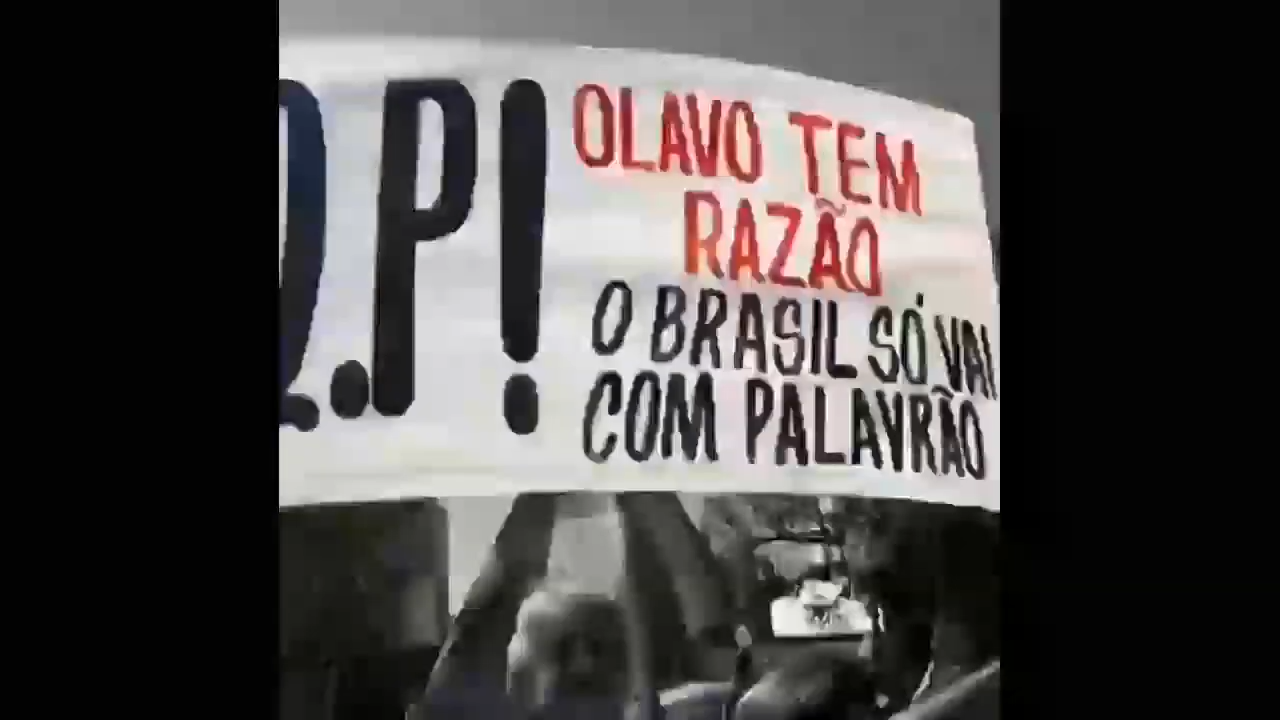 Q.P!
OLAVO TEM
RAZÃO
O BRASIL SÓ VAI
COM PALAVRÃO